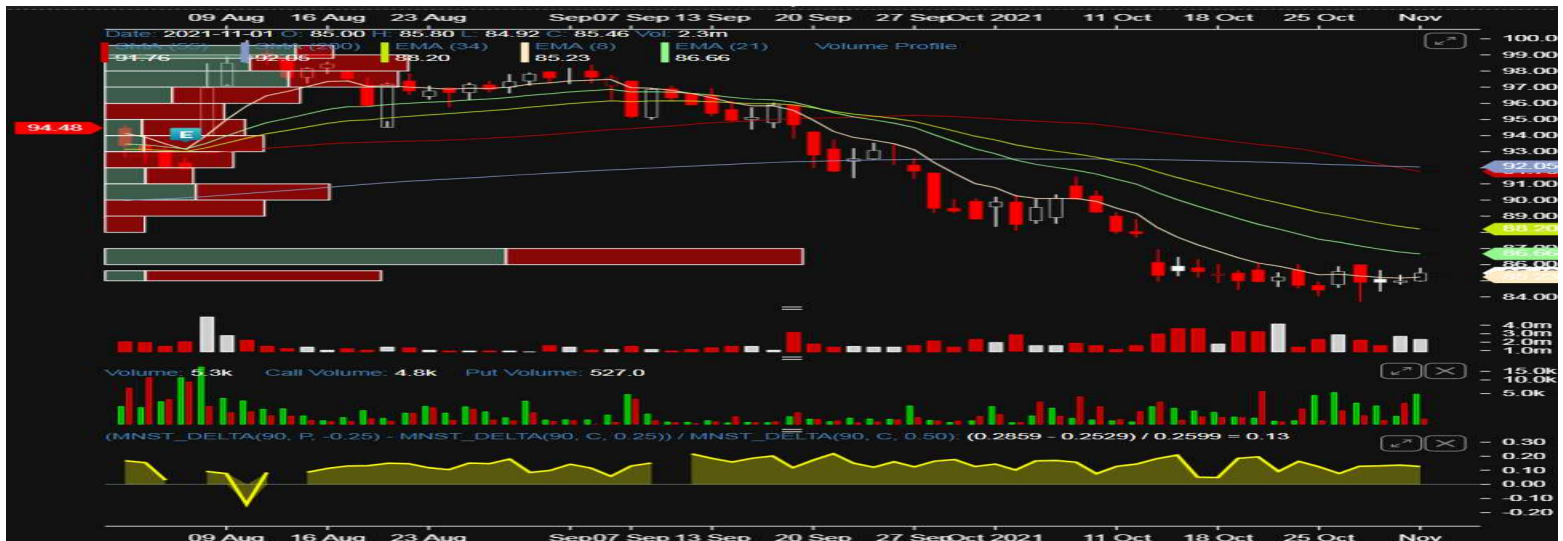 09 Aug 16 Aug 23 Aug Sep07 Sep 13 Sep 20 Sep 27 SepOct 2021 11 Oct 18 Oct 25 Oct Nov
Date: 2021-11-01 O: 85.00 H: 85.80 L: 84.92 C: 85.46 Vol: 2.3m
EMA (34) EMA (8) EMA (21) Volume Profile
91.76 92.05 88.20 85.23 86.66
100.0
99.00
98.00
97.00
96.00
95.00
94.48
E
94.00
93.00
92.05
91.00
90.00
89.00
88.20
86.66
86.00
84.00
4.0m
3.0m
2.0m
1.0m
Volume: 5.3k Call Volume: 4.8k Put Volume: 527.0
15.0k
10.0k
5.0k
(MNST_DELTA(90, P, -0.25) - MNST_DELTA(90, C, 0.25)) / MNST_DELTA(90, C, 0.50): (0.2859 - 0.2529) / 0.2599 = 0.13
0.30
0.20
0.10
0.00
-0.10
-0.20
09 Aug 16 Aug 23 Aug Sep07 Sep 13 Sep 20 Sep 27 SepOct 2021 11 Oct 18 Oct 25 Oct Nov